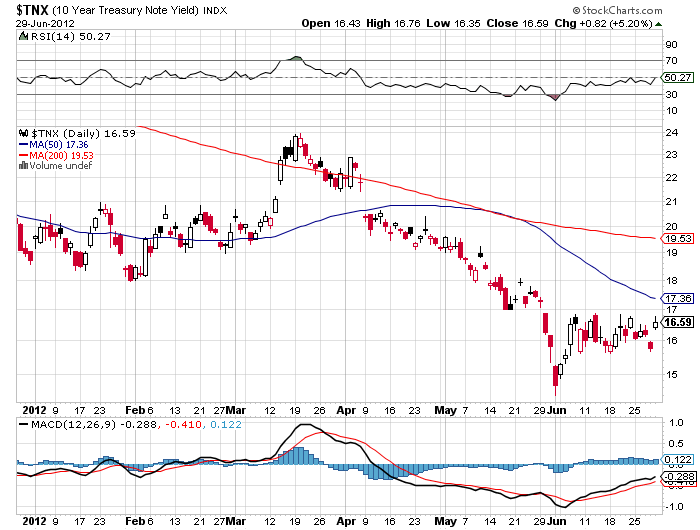 $TNX (10 Year Treasury Note Yield) INDX © StockCharts.com
29-Jun-2012 Open 16.43 High 16.76 Low 16.35 Close 16.59 Chg +0.82 (+5.20%)
RSI(14) 50.27
90
70
50.27
30
10
$TNX (Daily) 16.59
MA(50) 17.36
MA(200) 19.53
Volume undef
24
23
22
21
20
19.53
19
18
17.36
17
16.59
16
15
2012 9 17 23 Feb 6 13 21 27 Mar 12 19 26 Apr 9 16 23 May 7 14 21 29 Jun 11 18 25
MACD(12,26,9) -0.288, -0.410, 0.122
1.0
0.5
0.122
0.0
-0.288
-0.410
-0.5
-1.0
2012 9 17 23 Feb 6 13 21 27 Mar 12 19 26 Apr 9 16 23 May 7 14 21 29 Jun 11 18 25